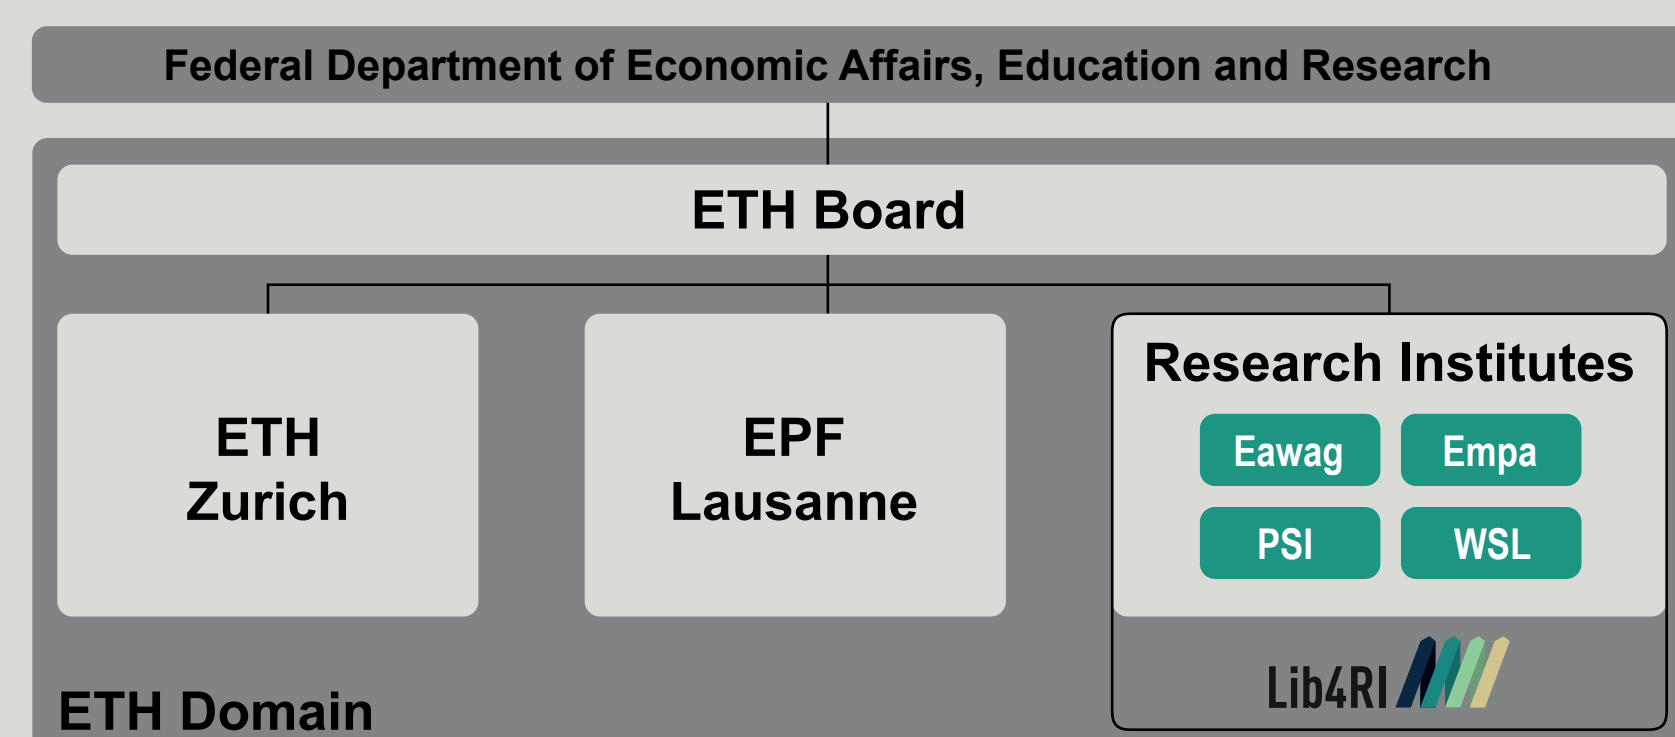 Federal Department of Economic Affairs, Education and Research
ETH Board
ETH
Zurich
EPF
Lausanne
Research Institutes
Eawag
Empa
PSI
WSL
Lib4RI
ETH Domain